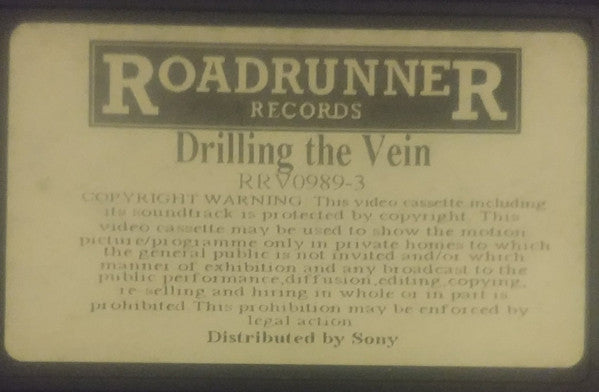 ROADRUNNER
RECORDS
Drilling the Vein
RRV0989-3
COPYRIGHT WARNING This video cassette including
its soundtrack is protected by copyright. This
video cassette may be used to show the motion
picture/programme only in private homes to which
the general public is not invited and/or which
manner of exhibition and any broadcast to the
public performance,diffusion,editing,copying,
re selling and hiring in whole or in part is
prohibited.This prohibition may be enforced by
legal action
Distributed by Sony